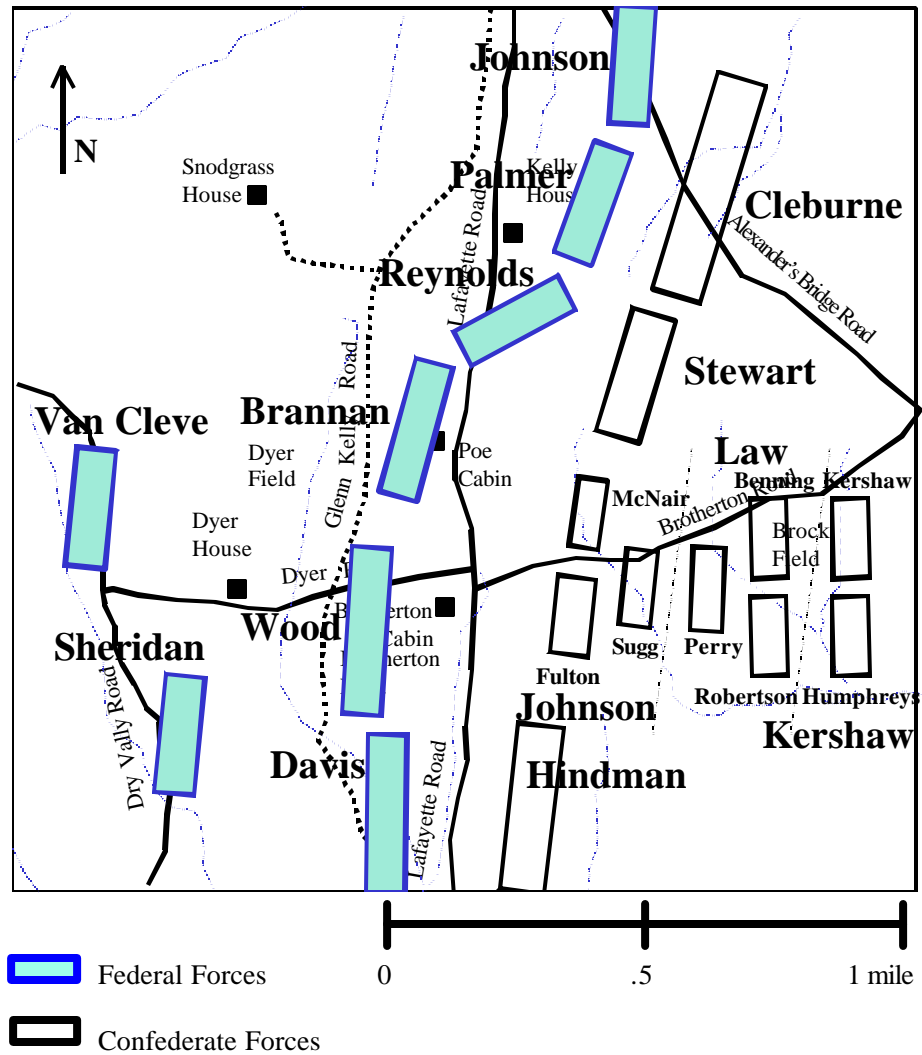 Johnson
N
Snodgrass
House
Palmer
Kelly
Hous
Cleburne
Alexander's Bridge Road
Lafayette Road
Reynolds
Stewart
Brannan
Glenn Kelly Road
Van Cleve
Dyer
Field
Poe
Cabin
Law
Benning Kershaw
McNair
Brotherton Road
Brock
Field
Dyer
House
Dyer
Wood
Cabin
Sheridan
Sugg
Perry
Fulton
Robertson Humphreys
Johnson
Kershaw
Dry Vally Road
Davis
Hindman
Lafayette Road
Federal Forces
0 .5 1 mile
Confederate Forces